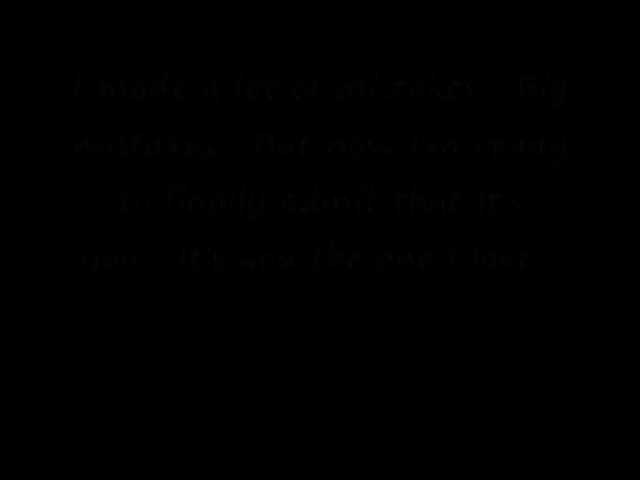 I made a lot of mistakes... Big
mistakes. But now I'm ready
to finally admit that it's
you. It's you the one I love.